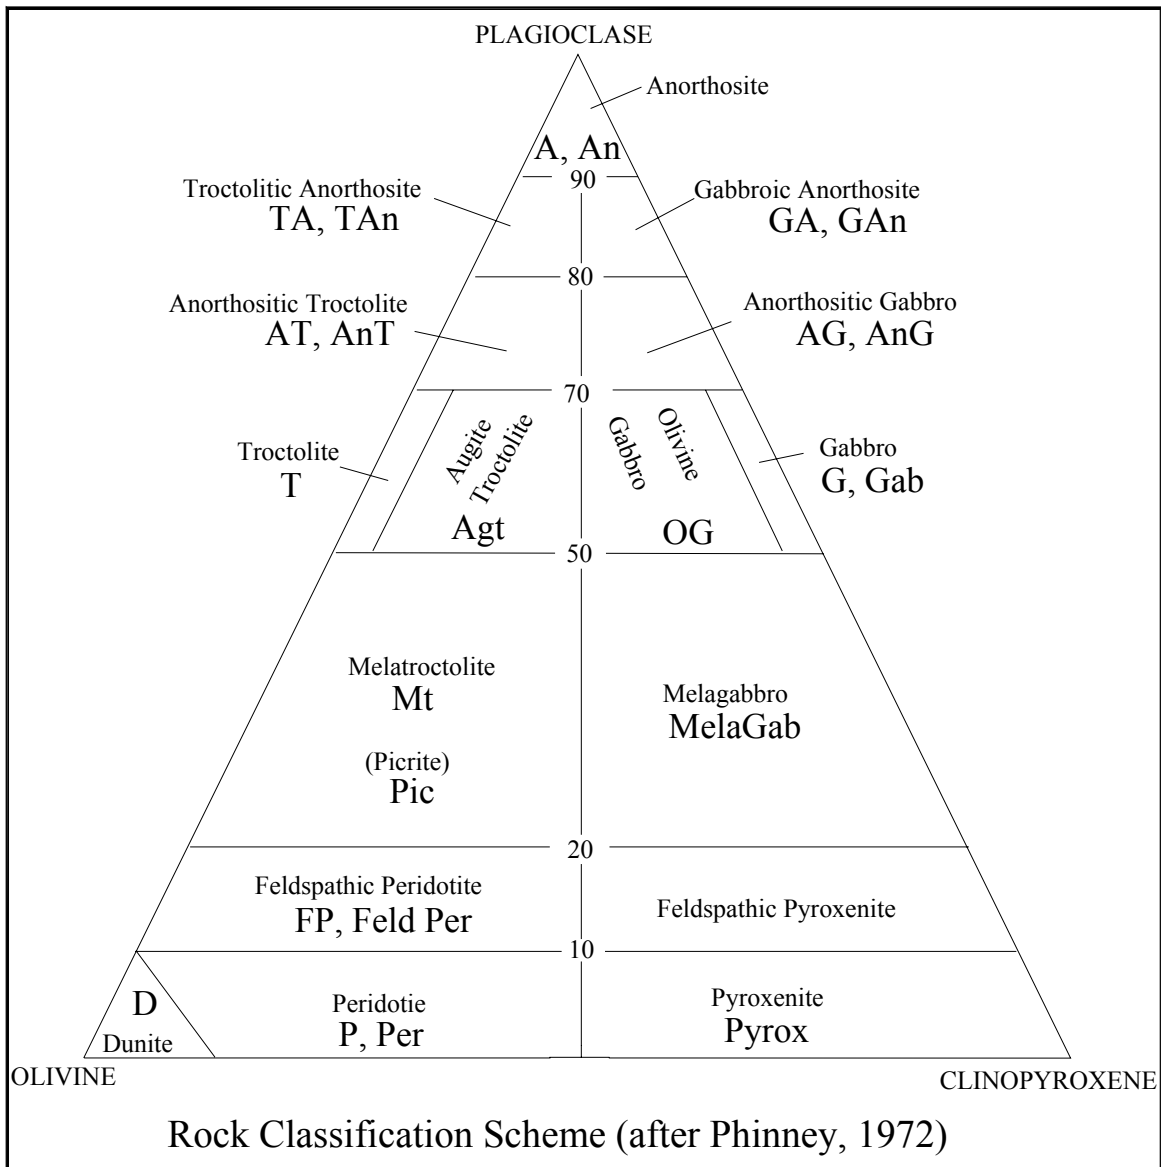 PLAGIOCLASE
Anorthosite
A, An
90
Troctolitic Anorthosite
TA, TAn
Gabbroic Anorthosite
GA, GAn
80
Anorthositic Troctolite
AT, AnT
Anorthositic Gabbro
AG, AnG
70
Troctolite
T
Augite
Troctolite
Agt
Olivine
Gabbro
OG
Gabbro
G, Gab
50
Melatroctolite
Mt
(Picrite)
Pic
Melagabbro
MelaGab
20
Feldspathic Peridotite
FP, Feld Per
Feldspathic Pyroxenite
10
D
Dunite
Peridotie
P, Per
Pyroxenite
Pyrox
OLIVINE
CLINOPYROXENE
Rock Classification Scheme (after Phinney, 1972)